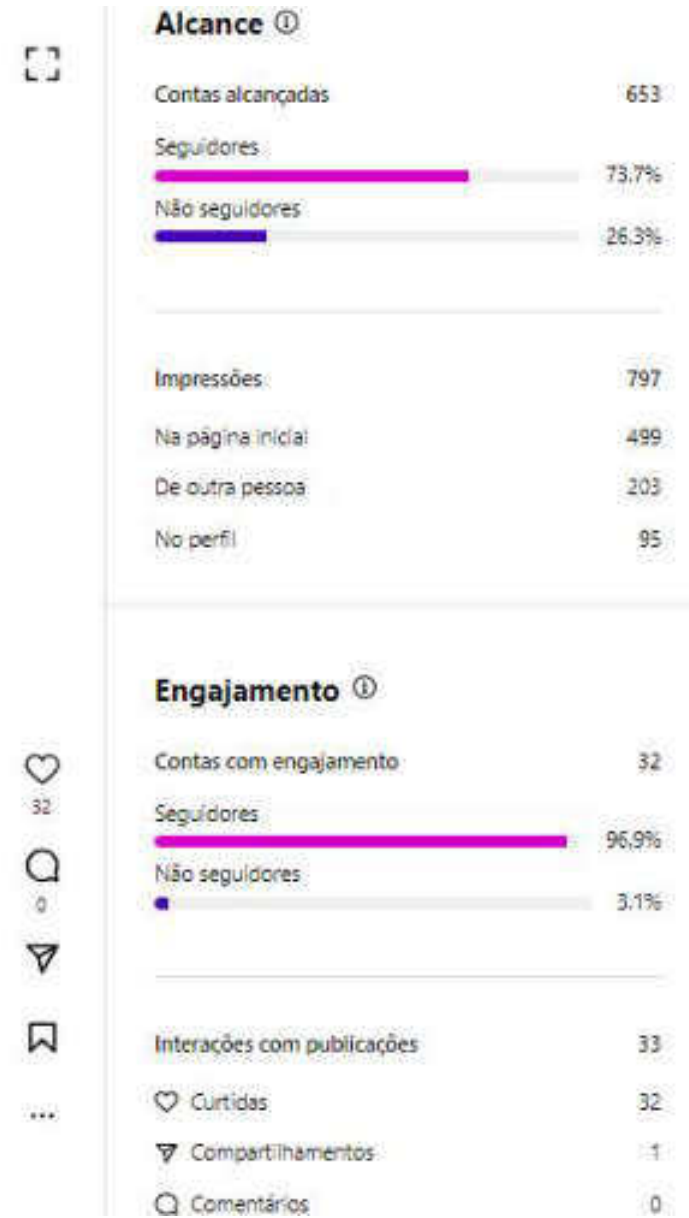 Alcance
Contas alcançadas 653
Seguidores
73,7%
Não seguidores
26,3%
Impressões 797
Na página inicial 499
De outra pessoa 203
No perfil 95
Engajamento
Contas com engajamento 32
Seguidores
96,9%
Não seguidores
3,1%
Interações com publicações 33
Curtidas 32
Compartilhamentos 1
Comentários 0
32
0
...